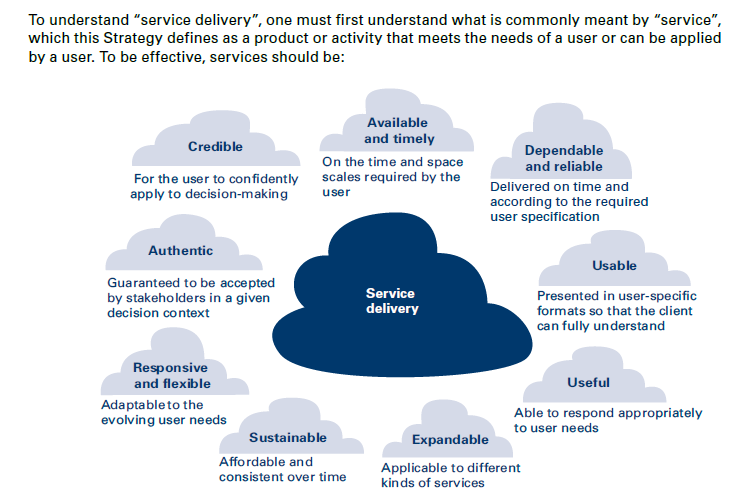 To understand “service delivery”, one must first understand what is commonly meant by “service”,
which this Strategy defines as a product or activity that meets the needs of a user or can be applied
by a user. To be effective, services should be:
Credible
For the user to confidently
apply to decision-making
Available
and timely
On the time and space
scales required by the
user
Dependable
and reliable
Delivered on time and
according to the required
user specification
Authentic
Guaranteed to be accepted
by stakeholders in a given
decision context
Service
delivery
Usable
Presented in user-specific
formats so that the client
can fully understand
Responsive
and flexible
Adaptable to the
evolving user needs
Useful
Able to respond appropriately
to user needs
Sustainable
Affordable and
consistent over time
Expandable
Applicable to different
kinds of services